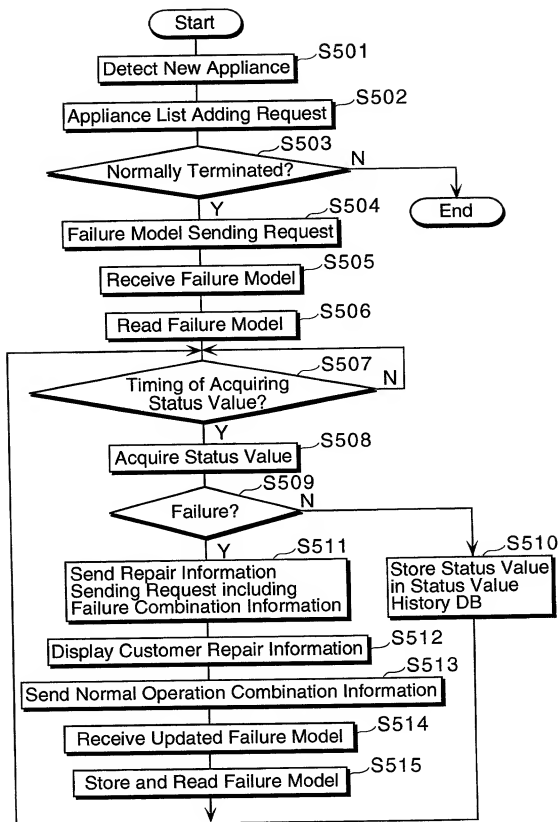 Start
S501
Detect New Appliance
S502
Appliance List Adding Request
S503
Normally Terminated?
N
Y
End
S504
Failure Model Sending Request
S505
Receive Failure Model
S506
Read Failure Model
S507
Timing of Acquiring
Status Value?
N
Y
S508
Acquire Status Value
S509
Failure?
N
Y
S510
Store Status Value
in Status Value
History DB
S511
Send Repair Information
Sending Request including
Failure Combination Information
S512
Display Customer Repair Information
S513
Send Normal Operation Combination Information
S514
Receive Updated Failure Model
S515
Store and Read Failure Model